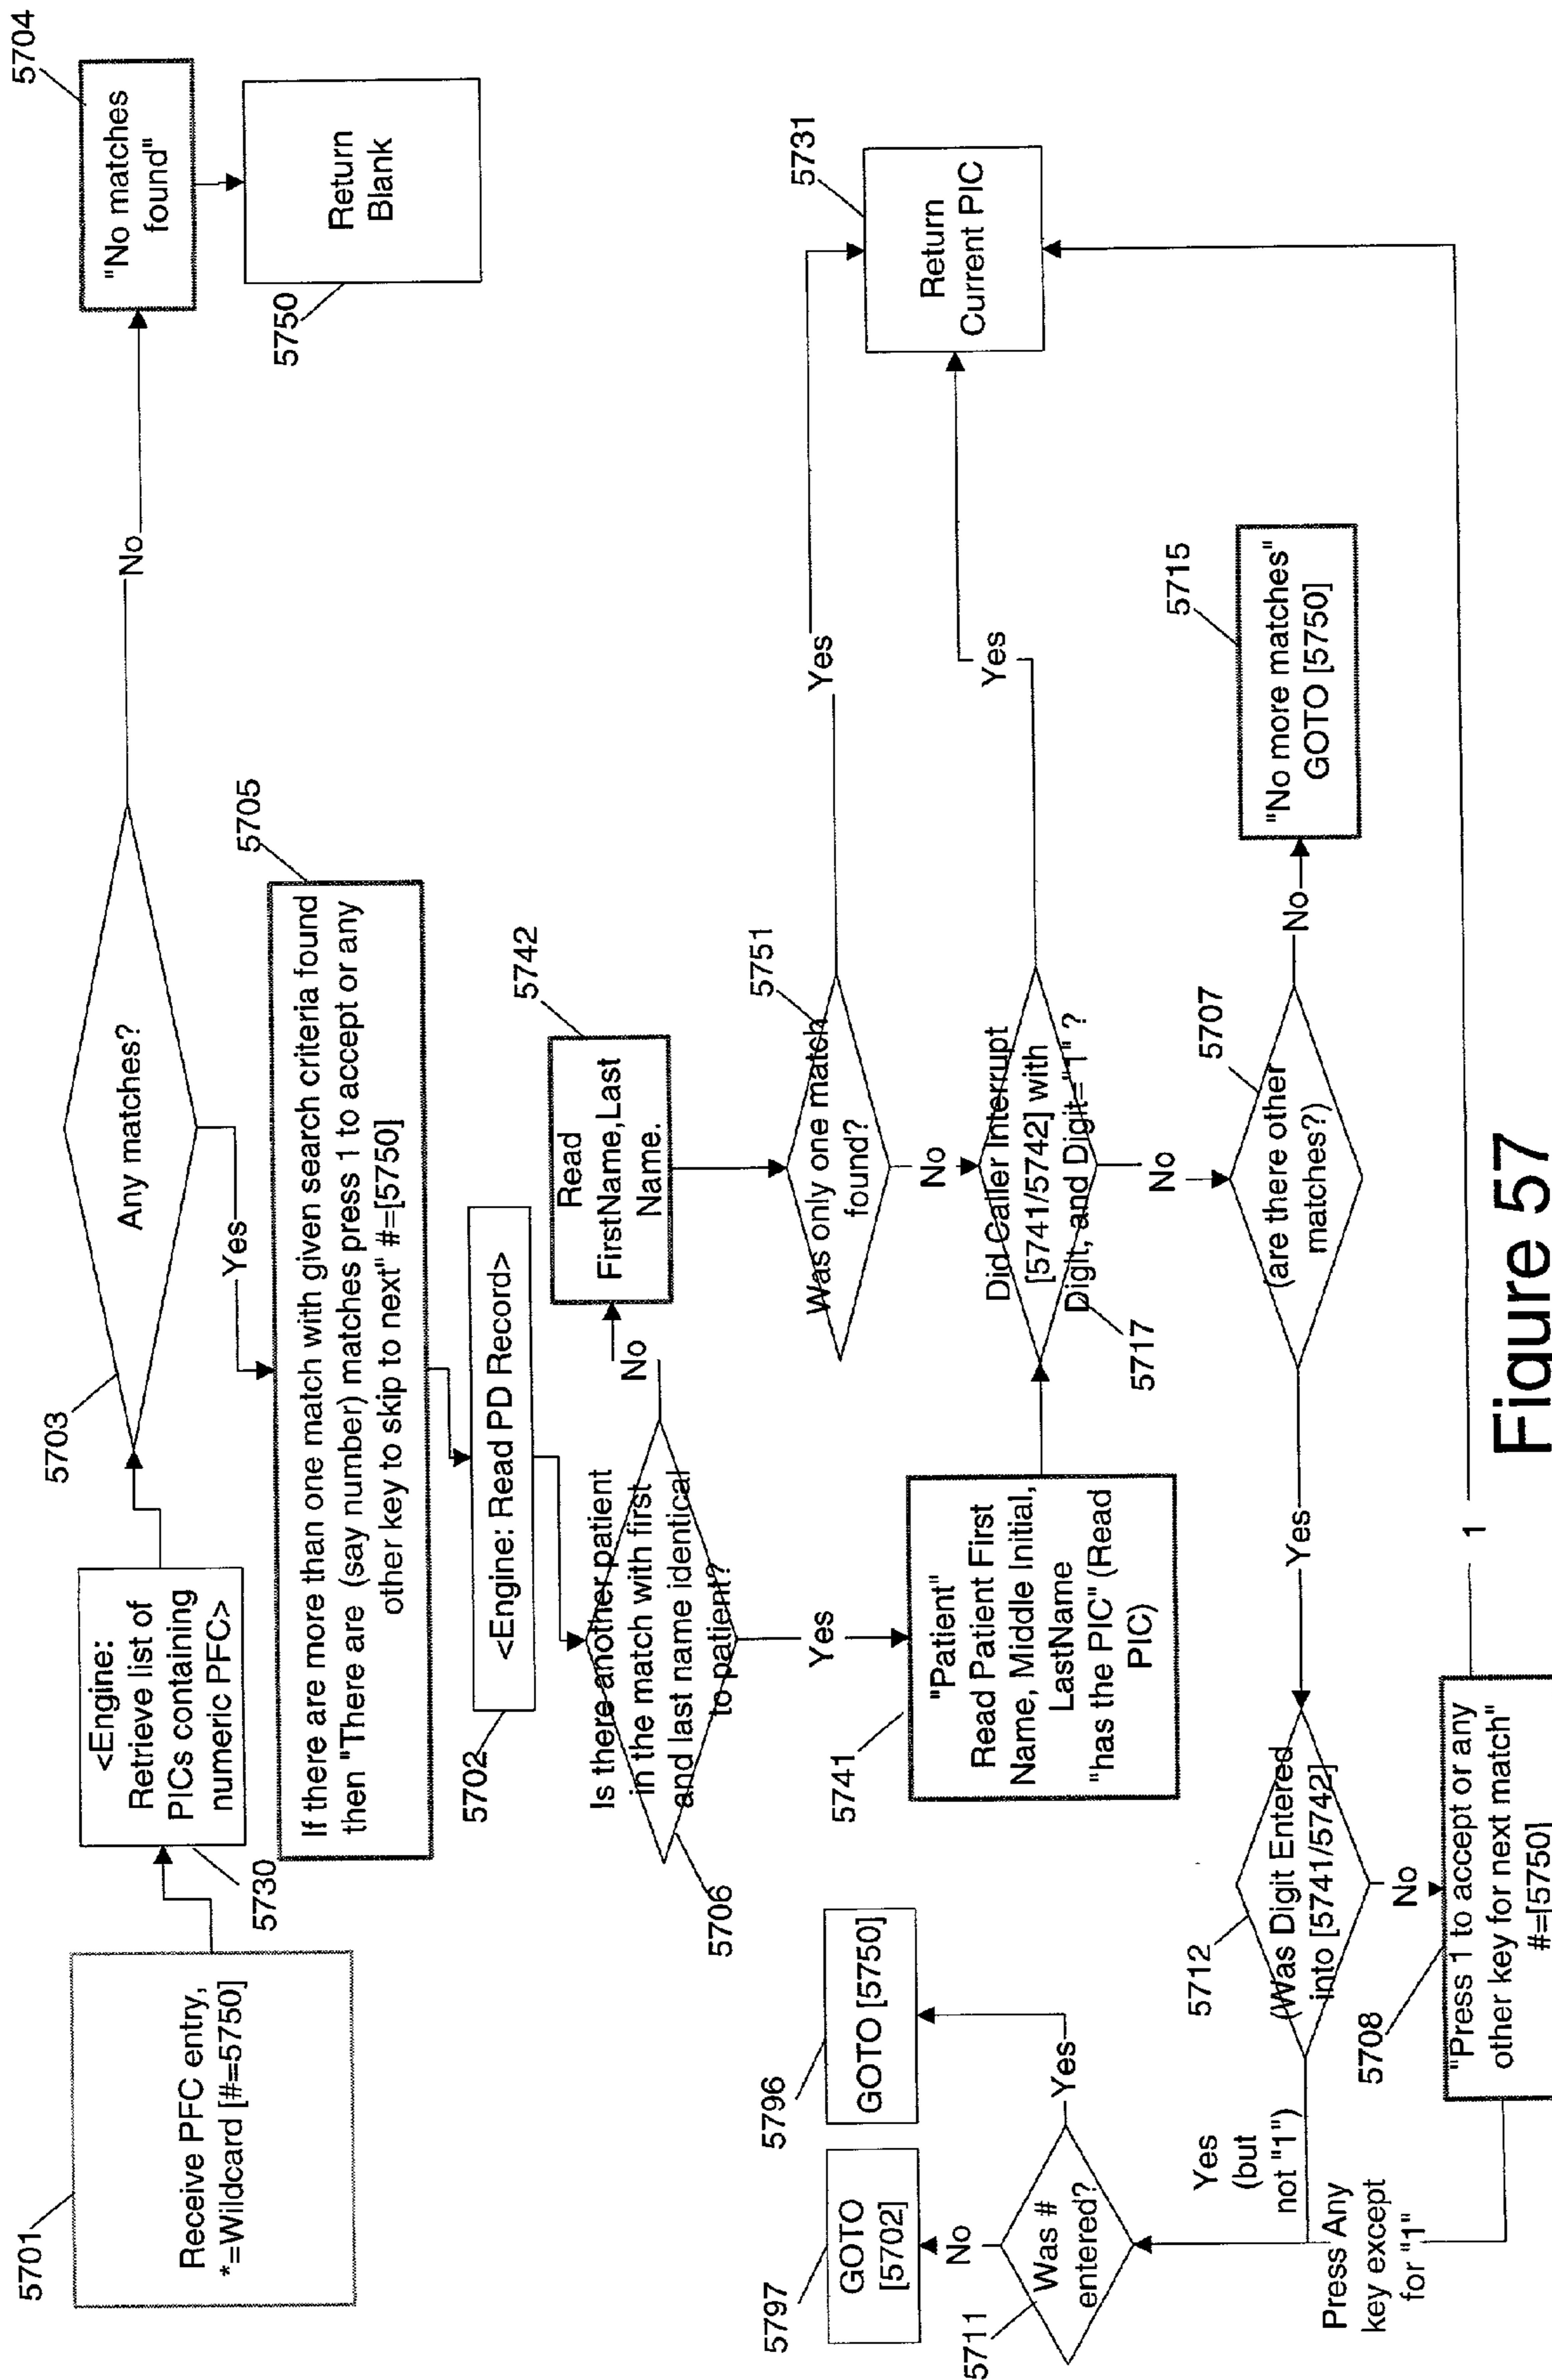 5701
Receive PFC entry,
*=Wildcard [#=5750]
5730
<Engine:
Retrieve list of
PICs containing
numeric PFC>
5703
Any matches?
No
5704
"No matches
found"
5750
Return
Blank
Yes
5705
If there are more than one match with given search criteria found
then "There are (say number) matches press 1 to accept or any
other key to skip to next" #=[5750]
5702
<Engine: Read PD Record>
5706
Is there another patient
in the match with first
and last name identical
to patient?
No
5742
Read
FirstName,Last
Name.
Yes
5741
"Patient"
Read Patient First
Name, Middle Initial,
LastName
"has the PIC" (Read
PIC)
5751
Was only one match
found?
Yes
5731
Return
Current PIC
No
Did Caller Interrupt
[5741/5742] with
Digit, and Digit="1" ?
5717
Yes
No
5707
(are there other
matches?)
No
5715
"No more matches"
GOTO [5750]
Yes
5712
(Was Digit Entered
into [5741/5742]
No
5708
"Press 1 to accept or any
other key for next match"
#=[5750]
1
Yes
(but
not "1")
Press Any
key except
for "1"
5711
Was #
entered?
Yes
5796
GOTO [5750]
No
5797
GOTO
[5702]
Figure 57